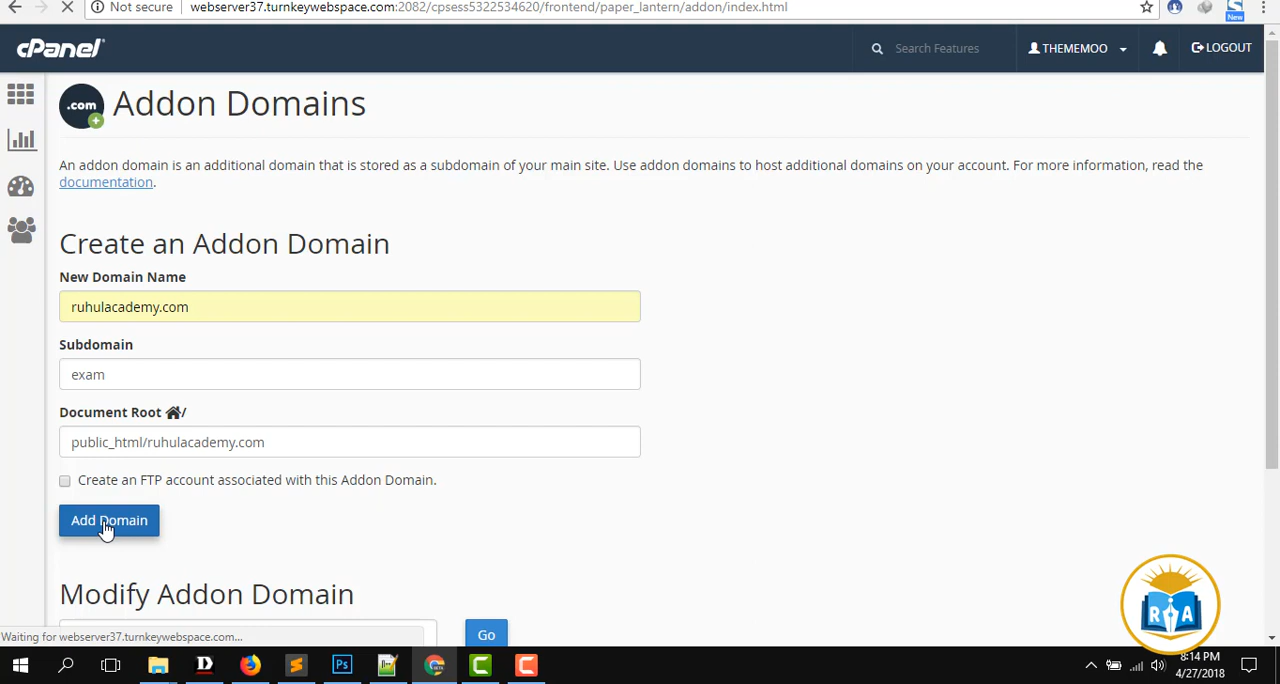 Not secure webserver37.turnkeywebspace.com:2082/cpsess5322534620/frontend/paper_lantern/addon/index.html
New
cPanel Search Features THEMEMOO LOGOUT
.com Addon Domains
An addon domain is an additional domain that is stored as a subdomain of your main site. Use addon domains to host additional domains on your account. For more information, read the
documentation.
Create an Addon Domain
New Domain Name
ruhulacademy.com
Subdomain
exam
Document Root /
public_html/ruhulacademy.com
Create an FTP account associated with this Addon Domain.
Add Domain
Modify Addon Domain
Go
Waiting for webserver37.turnkeywebspace.com...
R A
Ps
8:14 PM
4/27/2018